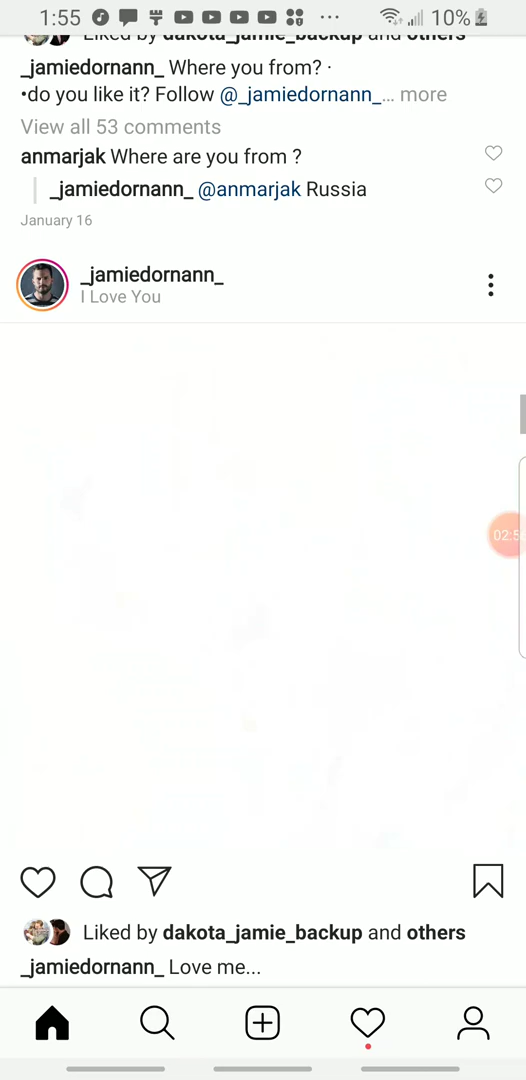 1:55 10%
Liked by dakota_jamie_backup and others
_jamiedornann_ Where you from? ·
•do you like it? Follow @_jamiedornann_... more
View all 53 comments
anmarjak Where are you from ?
_jamiedornann_ @anmarjak Russia
January 16
_jamiedornann_
I Love You
Liked by dakota_jamie_backup and others
_jamiedornann_ Love me...